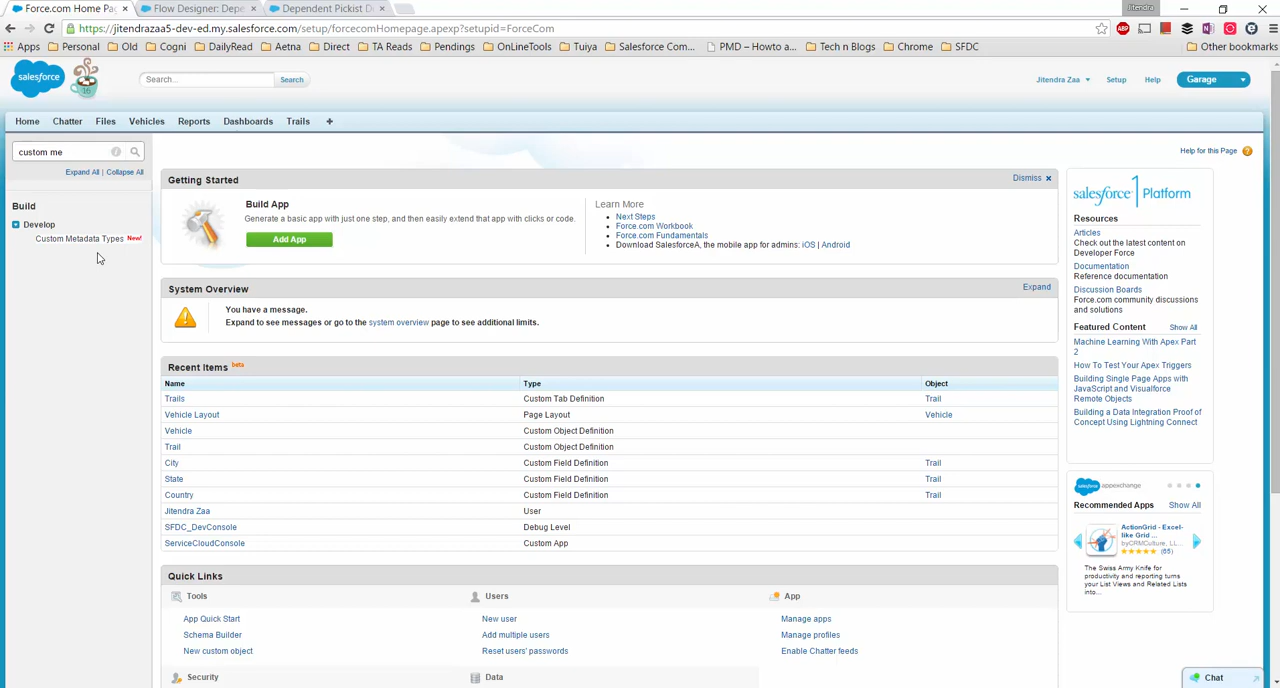 Force.com Home Pag
Flow Designer: Depe
Dependent Pickist D
Jitendra
https://jitendrazaa5-dev-ed.my.salesforce.com/setup/forcecomHomepage.apexp?setupid=ForceCom
ABP
Apps
Personal
Old
Cogni
DailyRead
Aetna
Direct
TA Reads
Pendings
OnLineTools
Tuiya
Salesforce Com...
PMD – Howto a...
Tech n Blogs
Chrome
SFDC
Other bookmarks
salesforce
16
Search...
Search
Jitendra Zaa
Setup
Help
Garage
Home
Chatter
Files
Vehicles
Reports
Dashboards
Trails
+
custom me
Expand All | Collapse All
Build
Develop
Custom Metadata Types New!
Help for this Page
Getting Started
Dismiss
Build App
Generate a basic app with just one step, and then easily extend that app with clicks or code.
Add App
Learn More
Next Steps
Force.com Workbook
Force.com Fundamentals
Download SalesforceA, the mobile app for admins: iOS | Android
System Overview
Expand
You have a message.
Expand to see messages or go to the system overview page to see additional limits.
Recent Items beta
Name Type Object
Trails Custom Tab Definition Trail
Vehicle Layout Page Layout Vehicle
Vehicle Custom Object Definition
Trail Custom Object Definition
City Custom Field Definition Trail
State Custom Field Definition Trail
Country Custom Field Definition Trail
Jitendra Zaa User
SFDC_DevConsole Debug Level
ServiceCloudConsole Custom App
Quick Links
Tools
App Quick Start
Schema Builder
New custom object
Users
New user
Add multiple users
Reset users' passwords
App
Manage apps
Manage profiles
Enable Chatter feeds
Security
Data
salesforce1 Platform
Resources
Articles
Check out the latest content on
Developer Force
Documentation
Reference documentation
Discussion Boards
Force.com community discussions
and solutions
Featured Content Show All
Machine Learning With Apex Part
2
How To Test Your Apex Triggers
Building Single Page Apps with
JavaScript and Visualforce
Remote Objects
Building a Data Integration Proof of
Concept Using Lightning Connect
salesforce appexchange
Recommended Apps Show All
ActionGrid - Excel-
like Grid ...
byCRMCulture, LL...
(65)
The Swiss Army Knife for
productivity and reporting turns
your List Views and Related Lists
into...
Chat